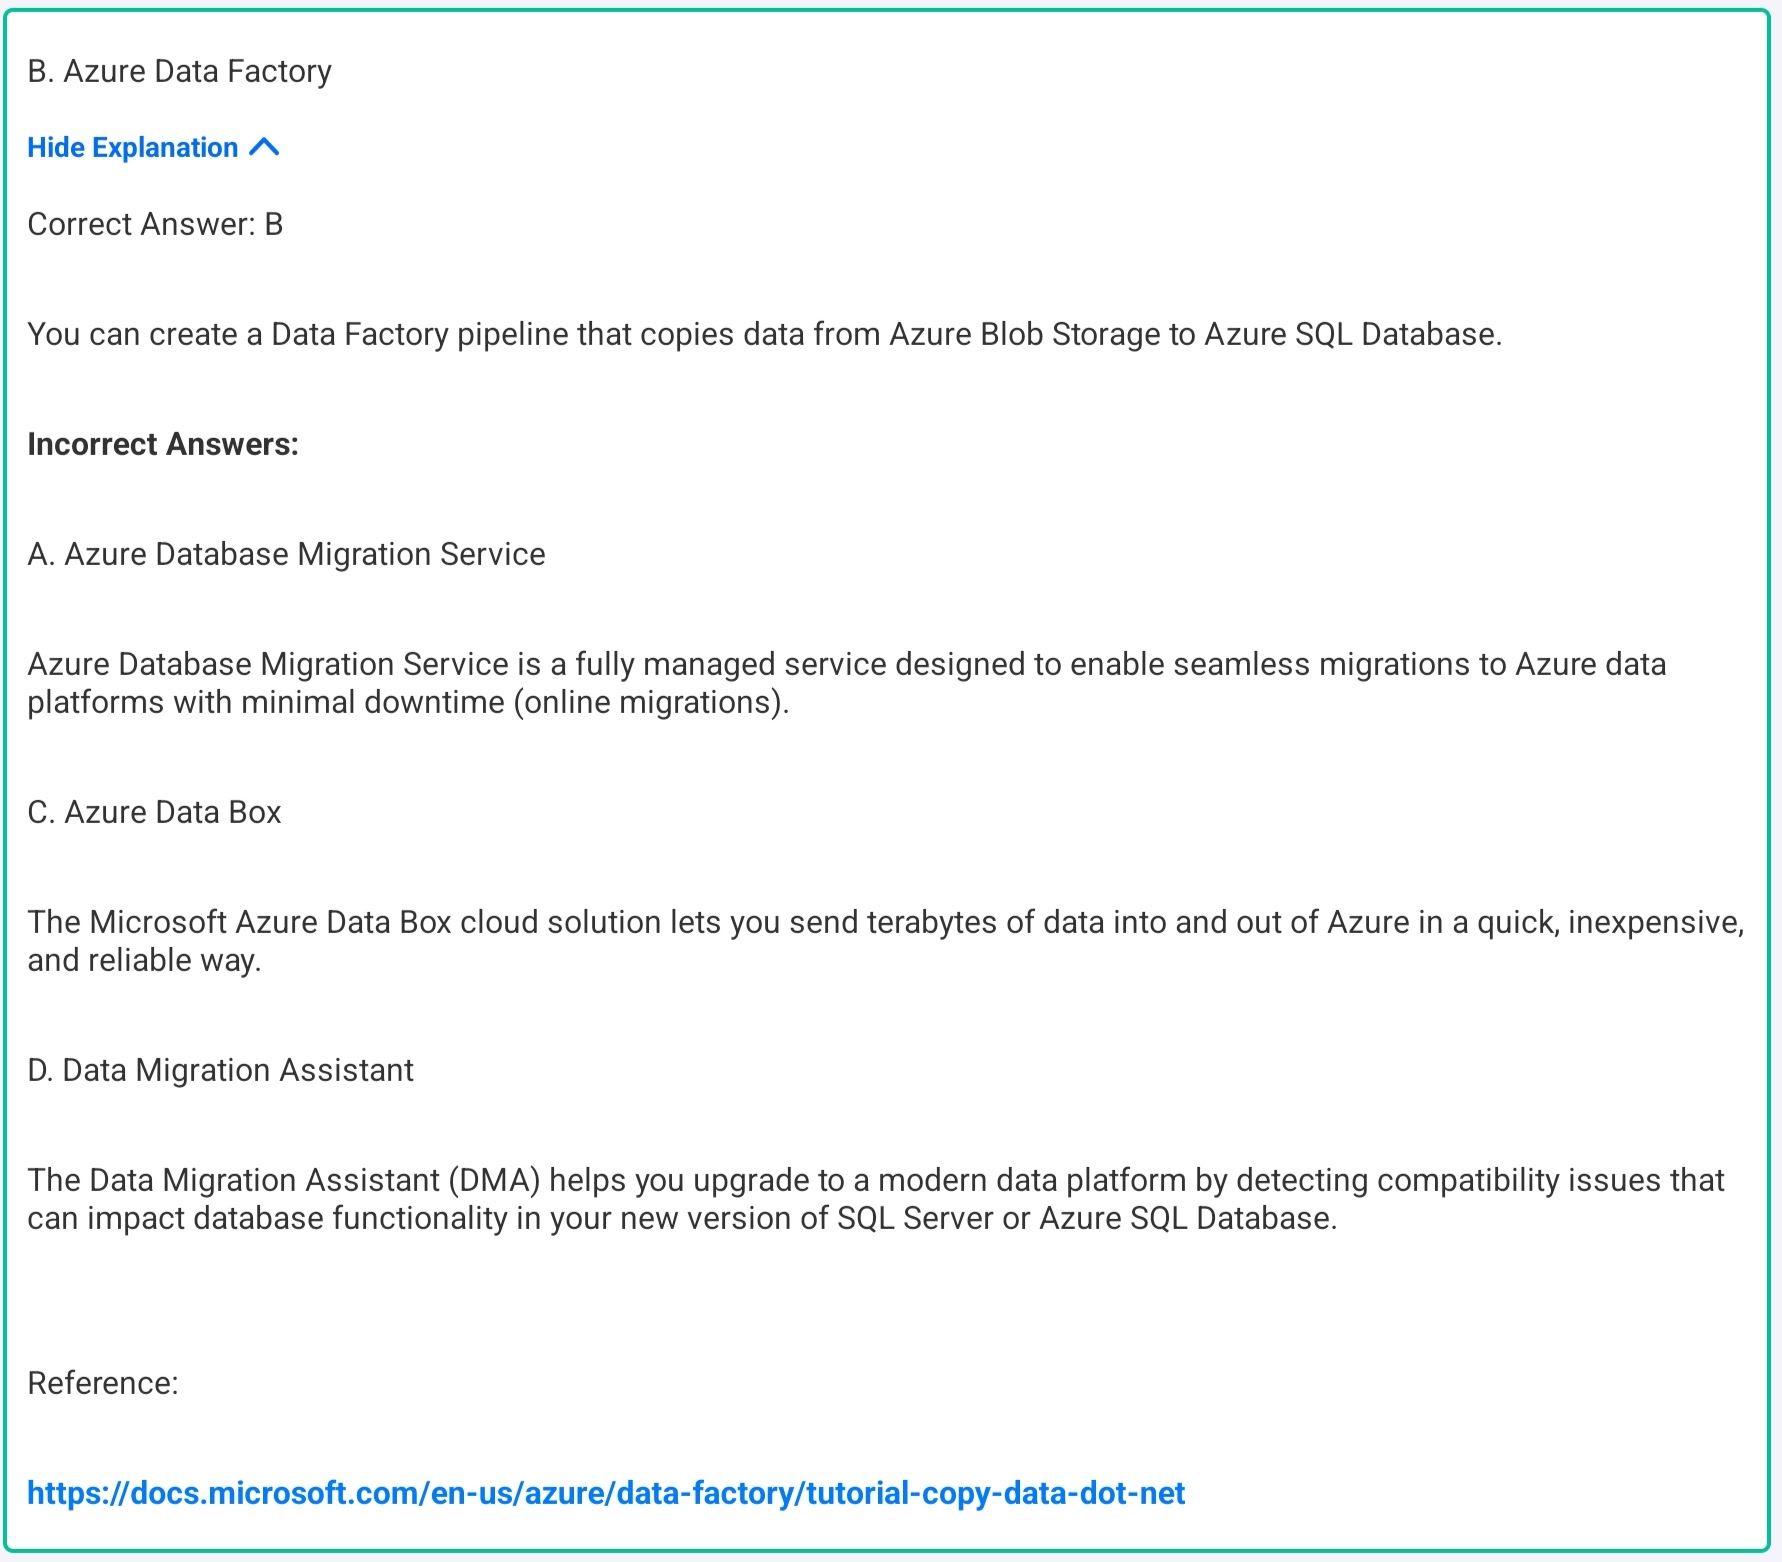 B. Azure Data Factory
Hide Explanation
Correct Answer: B
You can create a Data Factory pipeline that copies data from Azure Blob Storage to Azure SQL Database.
Incorrect Answers:
A. Azure Database Migration Service
Azure Database Migration Service is a fully managed service designed to enable seamless migrations to Azure data
platforms with minimal downtime (online migrations).
C. Azure Data Box
The Microsoft Azure Data Box cloud solution lets you send terabytes of data into and out of Azure in a quick, inexpensive,
and reliable way.
D. Data Migration Assistant
The Data Migration Assistant (DMA) helps you upgrade to a modern data platform by detecting compatibility issues that
can impact database functionality in your new version of SQL Server or Azure SQL Database.
Reference:
https://docs.microsoft.com/en-us/azure/data-factory/tutorial-copy-data-dot-net